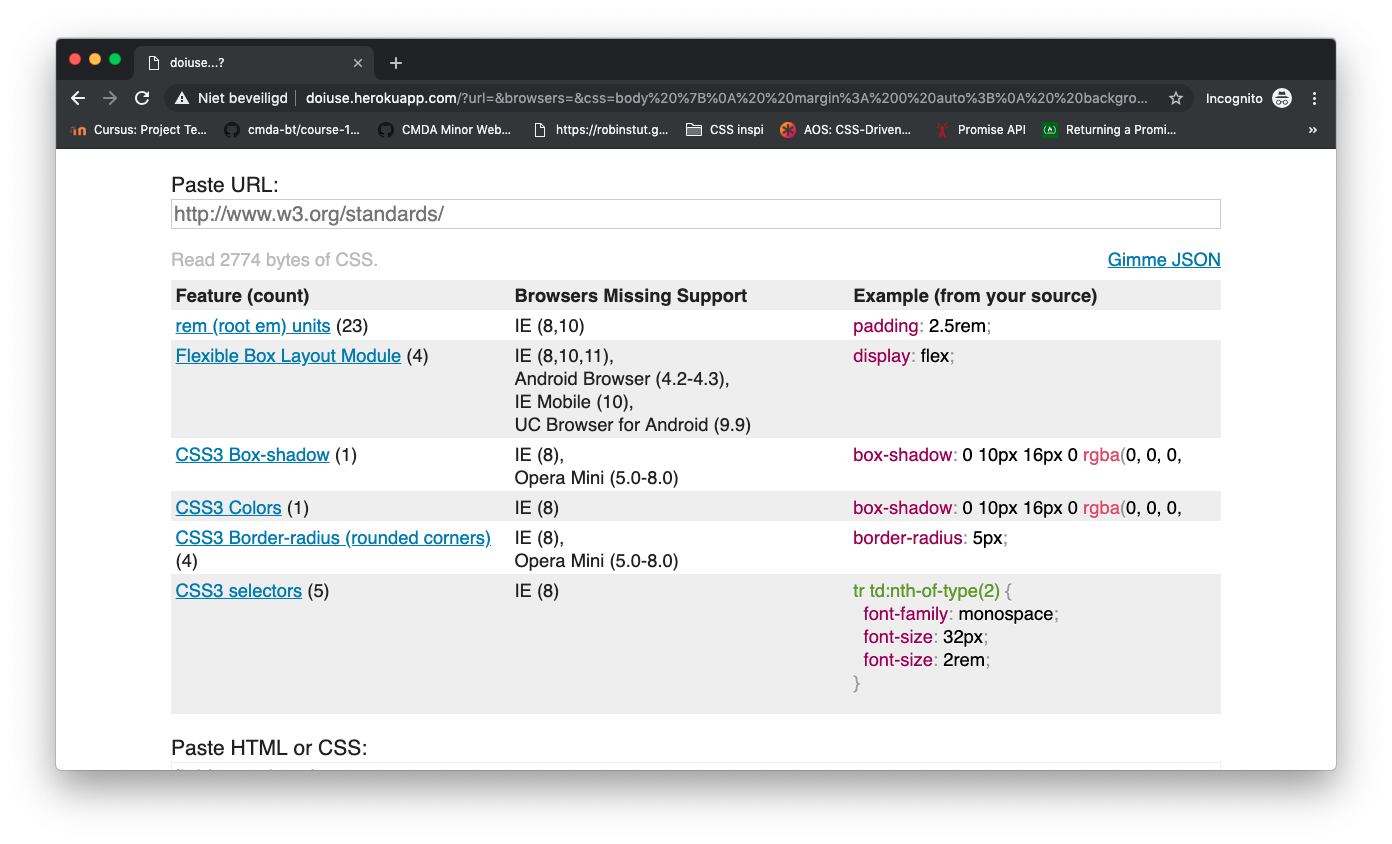 doiuse...?
Niet beveiligd
doiuse.herokuapp.com/?url=&browsers=&css=body%20%7B%0A%20%20margin%3A%200%20auto%3B%0A%20%20backgro...
Incognito
Cursus: Project Te...
cmda-bt/course-1...
CMDA Minor Web...
https://robinstut.g...
CSS inspi
AOS: CSS-Driven...
Promise API
Returning a Promi...
»
Paste URL:
http://www.w3.org/standards/
Read 2774 bytes of CSS. Gimme JSON
Feature (count) Browsers Missing Support Example (from your source)
rem (root em) units (23) IE (8,10) padding: 2.5rem;
Flexible Box Layout Module (4) IE (8,10,11), display: flex;
Android Browser (4.2-4.3),
IE Mobile (10),
UC Browser for Android (9.9)
CSS3 Box-shadow (1) IE (8), box-shadow: 0 10px 16px 0 rgba(0, 0, 0,
Opera Mini (5.0-8.0)
CSS3 Colors (1) IE (8) box-shadow: 0 10px 16px 0 rgba(0, 0, 0,
CSS3 Border-radius (rounded corners) IE (8), border-radius: 5px;
(4) Opera Mini (5.0-8.0)
CSS3 selectors (5) IE (8) tr td:nth-of-type(2) {
font-family: monospace;
font-size: 32px;
font-size: 2rem;
}
Paste HTML or CSS: